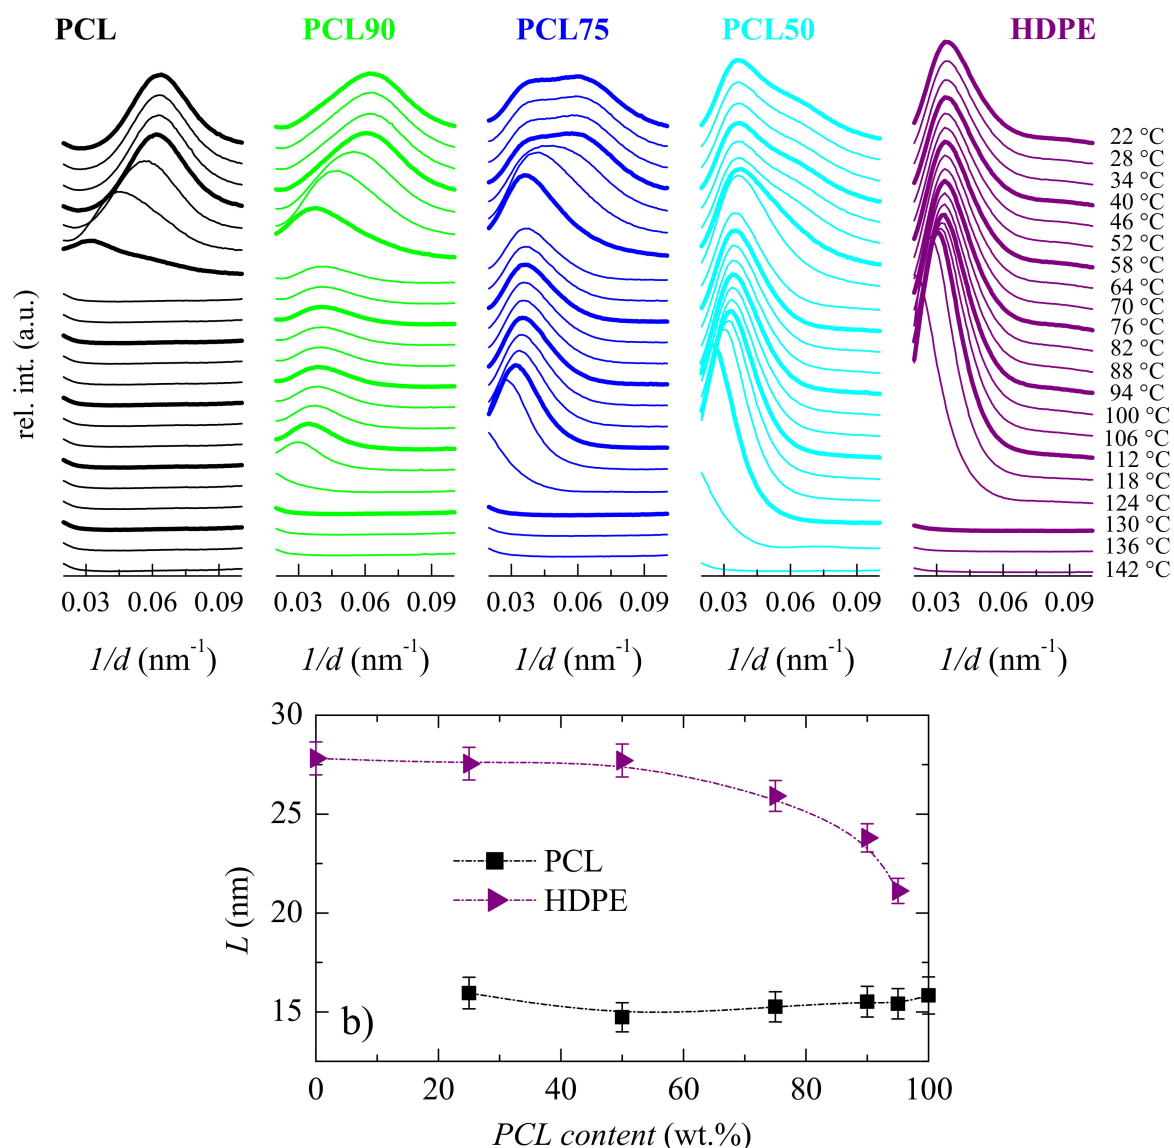 PCL PCL90 PCL75 PCL50 HDPE
rel. int. (a.u.)
22 °C
28 °C
34 °C
40 °C
46 °C
52 °C
58 °C
64 °C
70 °C
76 °C
82 °C
88 °C
94 °C
100 °C
106 °C
112 °C
118 °C
124 °C
130 °C
136 °C
142 °C
0.03 0.06 0.09 0.03 0.06 0.09 0.03 0.06 0.09 0.03 0.06 0.09 0.03 0.06 0.09
1/d (nm⁻¹) 1/d (nm⁻¹) 1/d (nm⁻¹) 1/d (nm⁻¹) 1/d (nm⁻¹)
30
25
20
15
L (nm)
PCL
HDPE
b)
0 20 40 60 80 100
PCL content (wt.%)